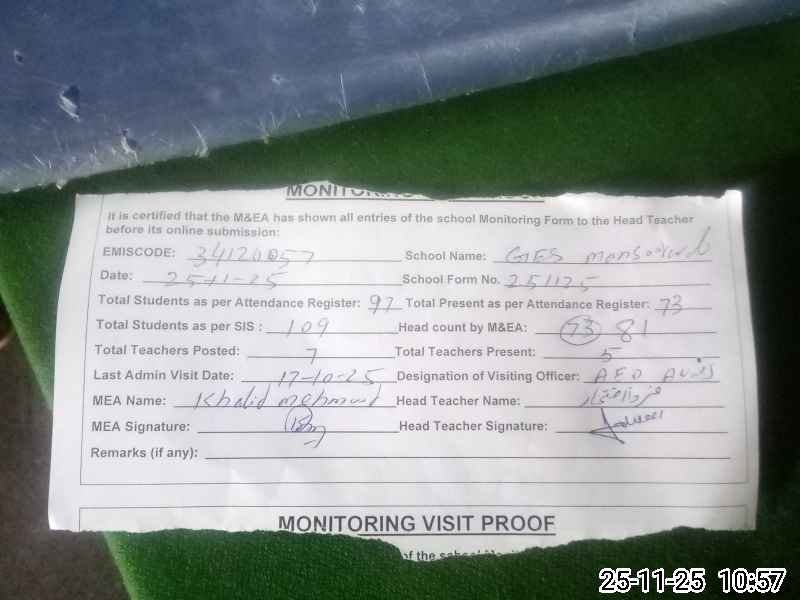 MONITORING
It is certified that the M&EA has shown all entries of the school Monitoring Form to the Head Teacher
before its online submission:
EMISCODE: 34120057 School Name: GES
Date: 25-11-25 School Form No. 251125
Total Students as per Attendance Register: 97 Total Present as per Attendance Register: 73
Total Students as per SIS : 109 Head count by M&EA: 73 81
Total Teachers Posted: 7 Total Teachers Present: 5
Last Admin Visit Date: 17-10-25 Designation of Visiting Officer: AEO
MEA Name: Khalid mehmood Head Teacher Name:
MEA Signature: Head Teacher Signature:
Remarks (if any):
MONITORING VISIT PROOF
of the school
25-11-25 10:57